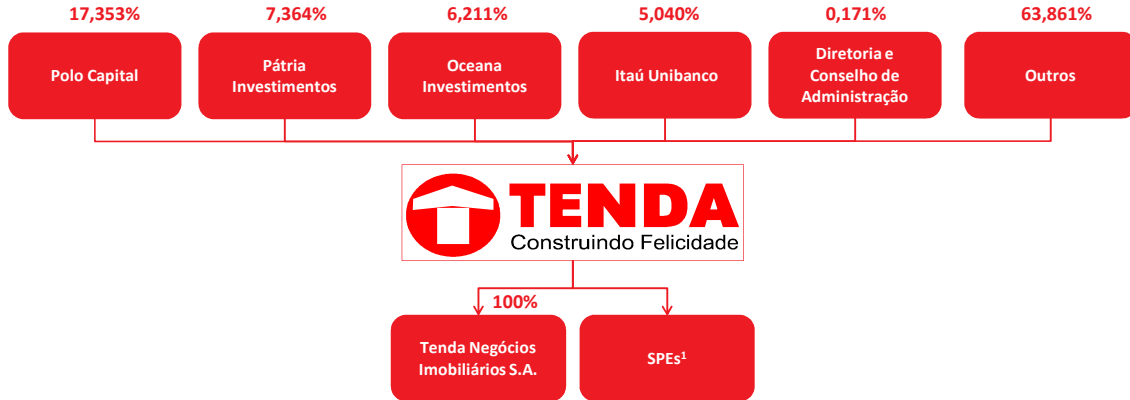 17,353%
7,364%
6,211%
5,040%
0,171%
63,861%
Polo Capital
Pátria
Investimentos
Oceana
Investimentos
Itaú Unibanco
Diretoria e
Conselho de
Administração
Outros
TENDA
Construindo Felicidade
100%
Tenda Negócios
Imobiliários S.A.
SPEs¹